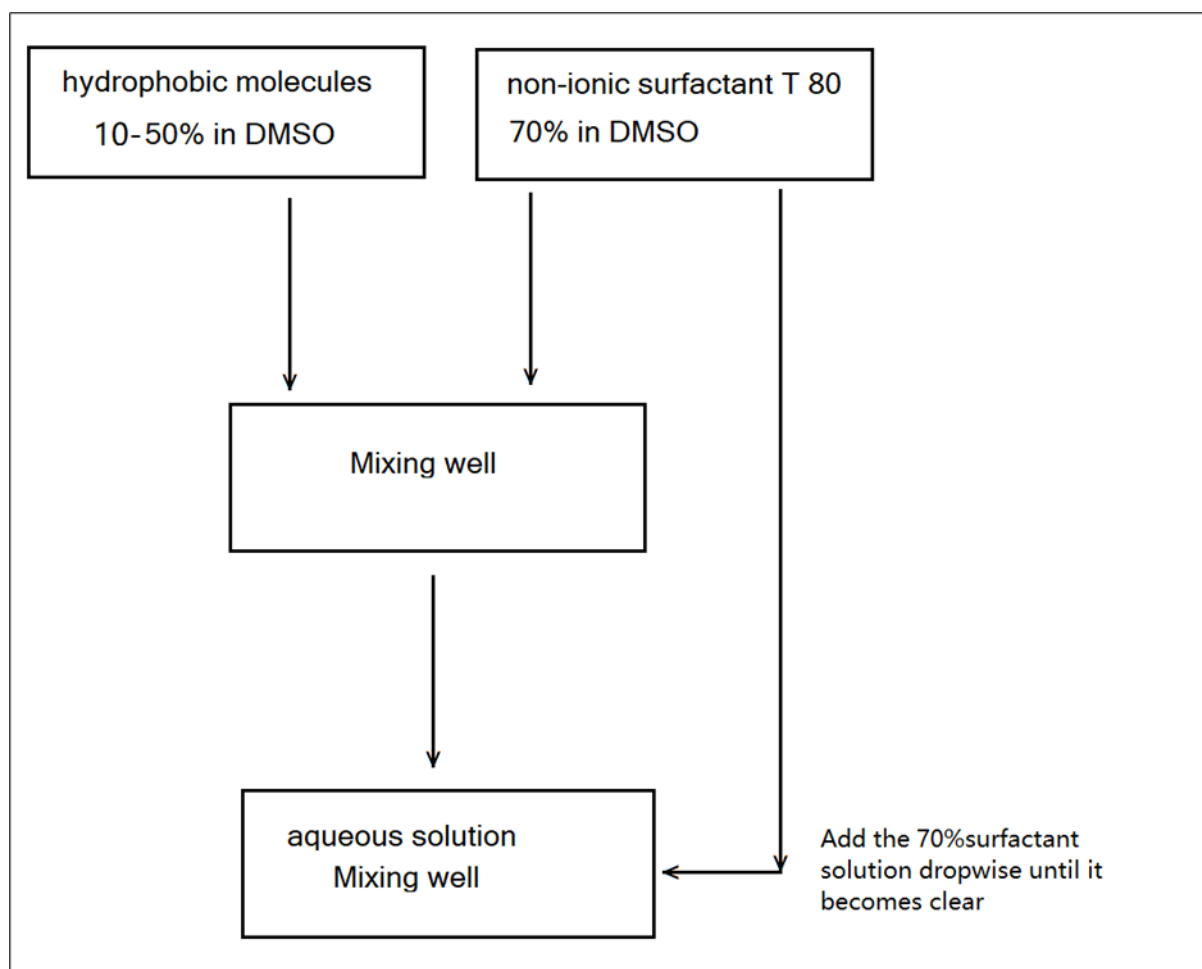 hydrophobic molecules
10-50% in DMSO
non-ionic surfactant T 80
70% in DMSO
Mixing well
aqueous solution
Mixing well
Add the 70%surfactant
solution dropwise until it
becomes clear